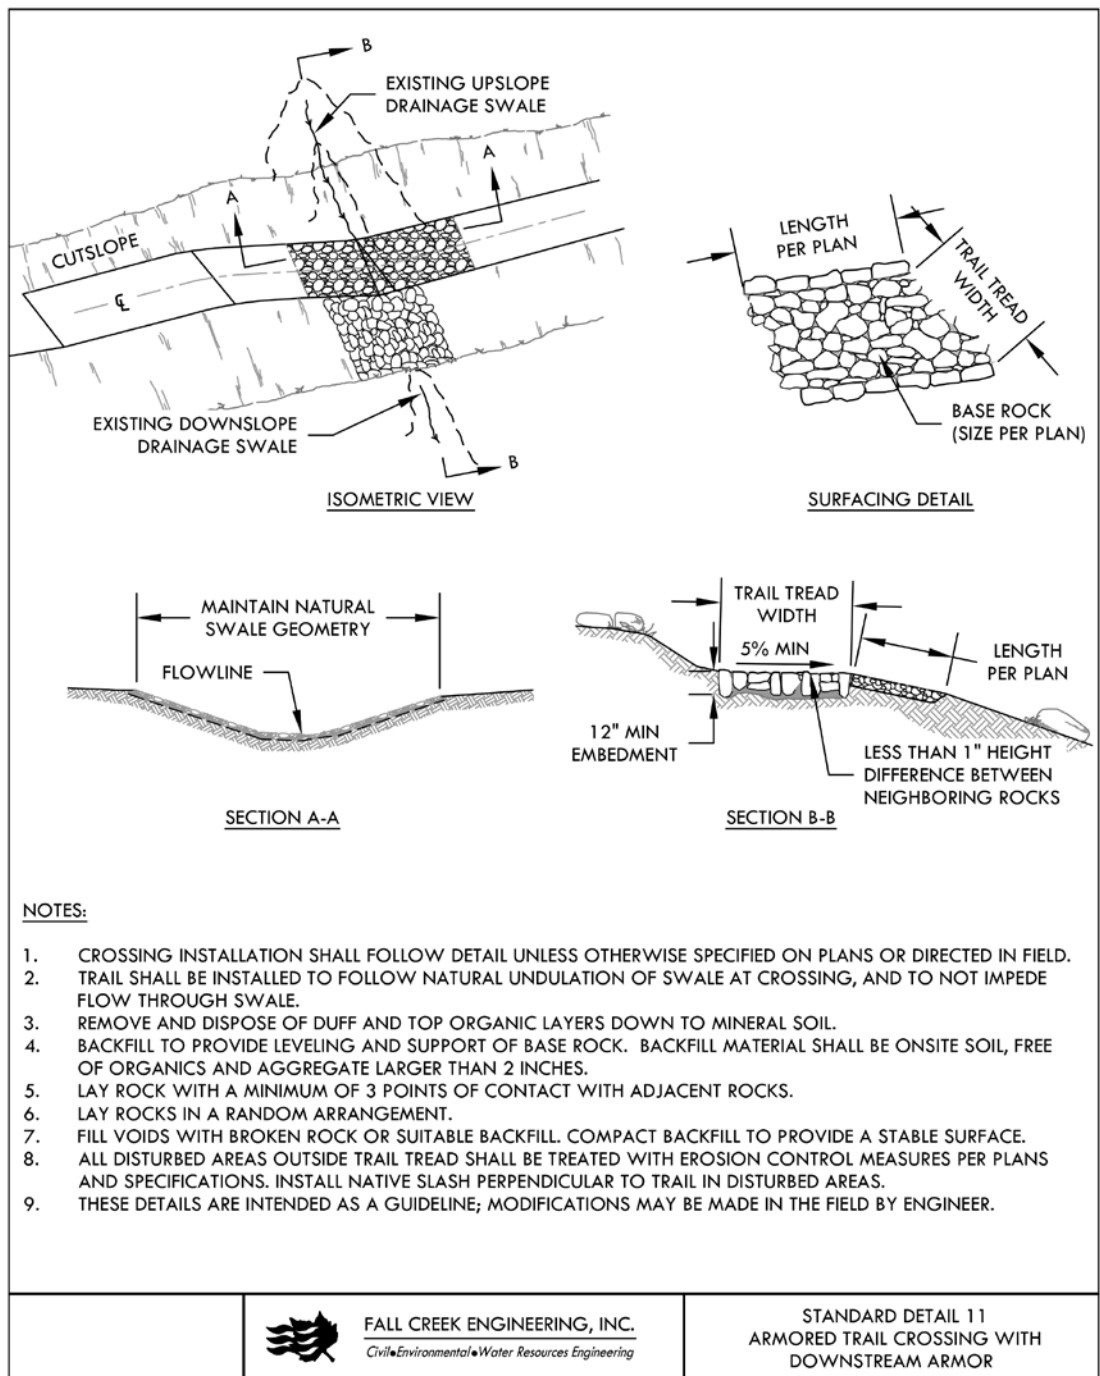 B
EXISTING UPSLOPE
DRAINAGE SWALE
A
A
CUTSLOPE
℄
EXISTING DOWNSLOPE
DRAINAGE SWALE
B
ISOMETRIC VIEW
LENGTH
PER PLAN
TRAIL TREAD
WIDTH
BASE ROCK
(SIZE PER PLAN)
SURFACING DETAIL
MAINTAIN NATURAL
SWALE GEOMETRY
FLOWLINE
SECTION A-A
TRAIL TREAD
WIDTH
5% MIN
LENGTH
PER PLAN
12" MIN
EMBEDMENT
LESS THAN 1" HEIGHT
DIFFERENCE BETWEEN
NEIGHBORING ROCKS
SECTION B-B
NOTES:
1. CROSSING INSTALLATION SHALL FOLLOW DETAIL UNLESS OTHERWISE SPECIFIED ON PLANS OR DIRECTED IN FIELD.
2. TRAIL SHALL BE INSTALLED TO FOLLOW NATURAL UNDULATION OF SWALE AT CROSSING, AND TO NOT IMPEDE
FLOW THROUGH SWALE.
3. REMOVE AND DISPOSE OF DUFF AND TOP ORGANIC LAYERS DOWN TO MINERAL SOIL.
4. BACKFILL TO PROVIDE LEVELING AND SUPPORT OF BASE ROCK. BACKFILL MATERIAL SHALL BE ONSITE SOIL, FREE
OF ORGANICS AND AGGREGATE LARGER THAN 2 INCHES.
5. LAY ROCK WITH A MINIMUM OF 3 POINTS OF CONTACT WITH ADJACENT ROCKS.
6. LAY ROCKS IN A RANDOM ARRANGEMENT.
7. FILL VOIDS WITH BROKEN ROCK OR SUITABLE BACKFILL. COMPACT BACKFILL TO PROVIDE A STABLE SURFACE.
8. ALL DISTURBED AREAS OUTSIDE TRAIL TREAD SHALL BE TREATED WITH EROSION CONTROL MEASURES PER PLANS
AND SPECIFICATIONS. INSTALL NATIVE SLASH PERPENDICULAR TO TRAIL IN DISTURBED AREAS.
9. THESE DETAILS ARE INTENDED AS A GUIDELINE; MODIFICATIONS MAY BE MADE IN THE FIELD BY ENGINEER.
FALL CREEK ENGINEERING, INC.
Civil●Environmental●Water Resources Engineering
STANDARD DETAIL 11
ARMORED TRAIL CROSSING WITH
DOWNSTREAM ARMOR